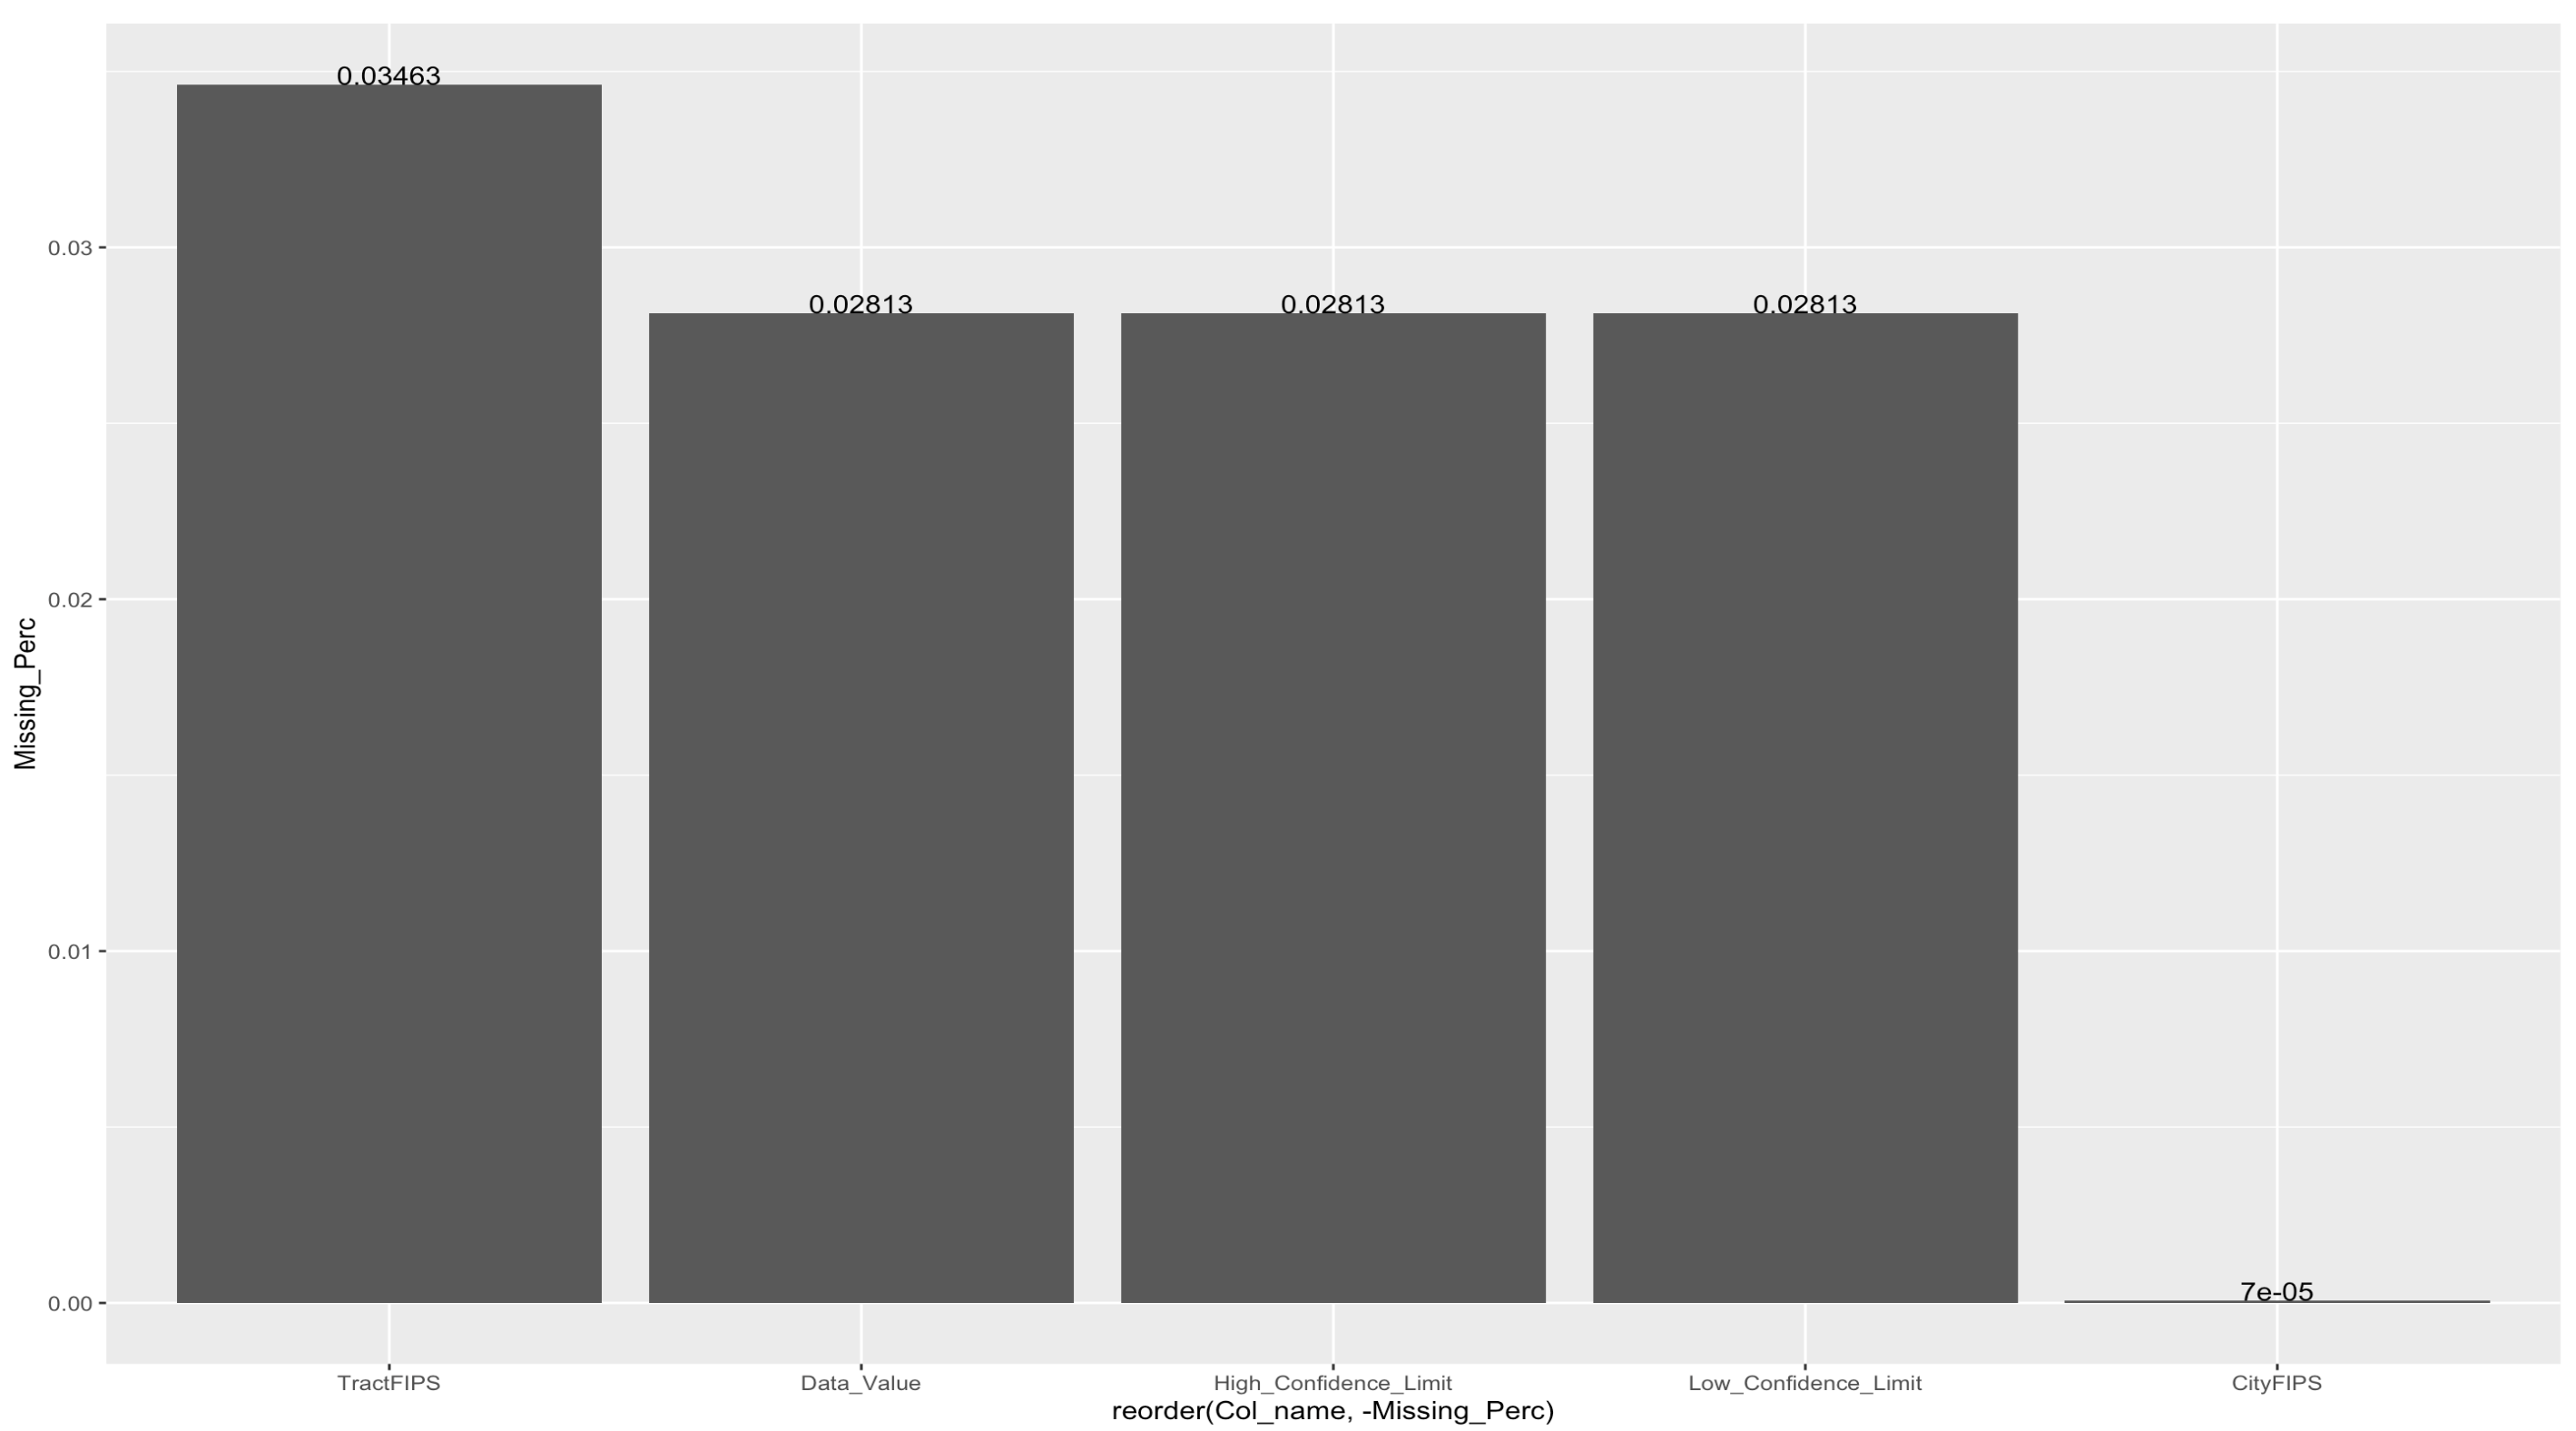 0.03463
0.02813
0.02813
0.02813
7e-05
0.03
0.02
0.01
0.00
Missing_Perc
TractFIPS
Data_Value
High_Confidence_Limit
Low_Confidence_Limit
CityFIPS
reorder(Col_name, -Missing_Perc)